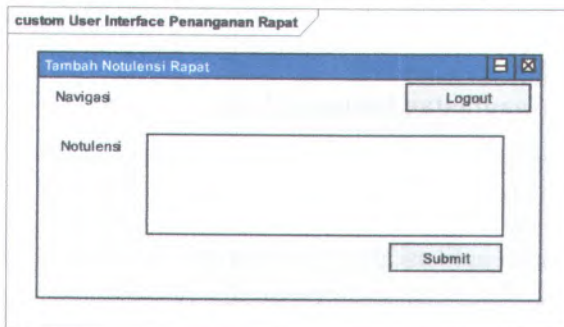 custom User Interface Penanganan Rapat
Tambah Notulensi Rapat
Navigasi
Logout
Notulensi
Submit